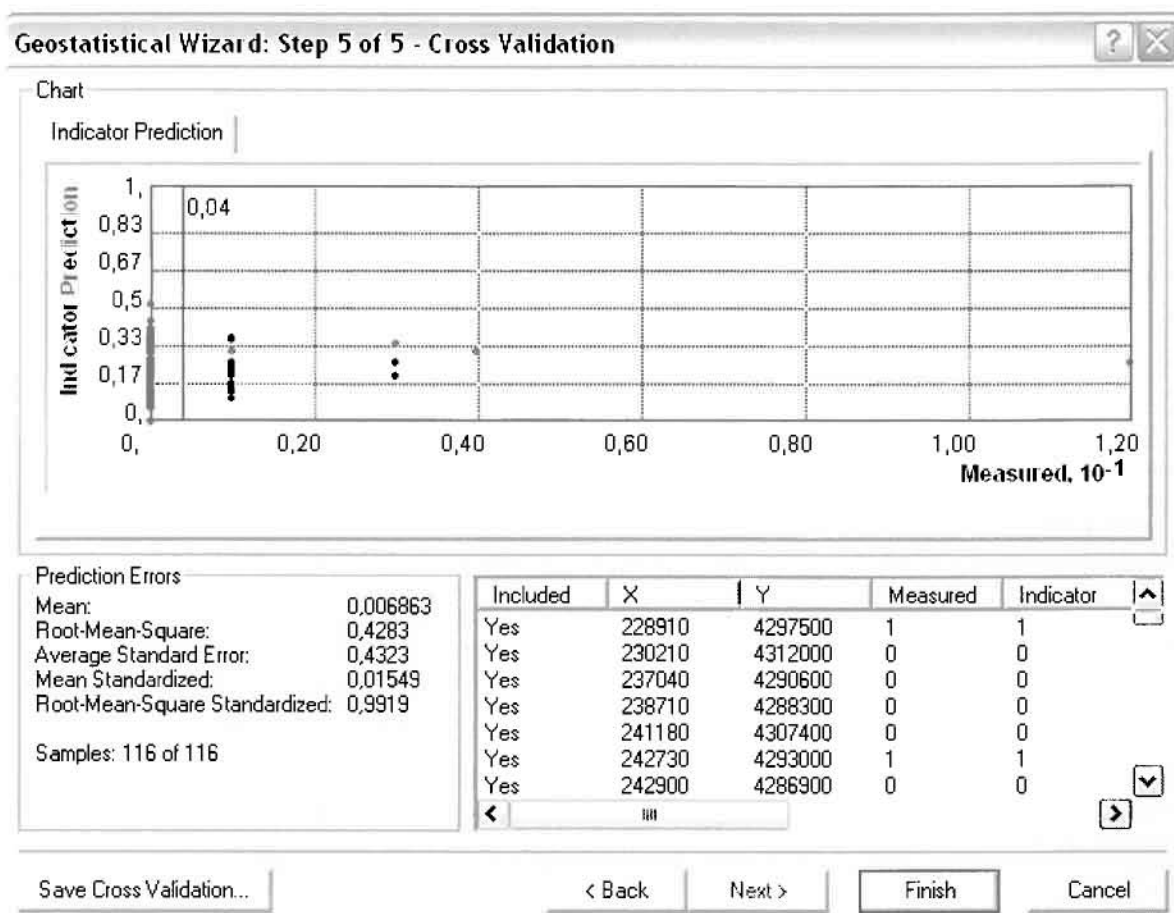 Geostatistical Wizard: Step 5 of 5 - Cross Validation
Chart
Indicator Prediction
Indicator Prediction
1,
0,83
0,67
0,5
0,33
0,17
0,
0,04
0, 0,20 0,40 0,60 0,80 1,00 1,20
Measured, 10-1
Prediction Errors
Mean: 0,006863
Root-Mean-Square: 0,4283
Average Standard Error: 0,4323
Mean Standardized: 0,01549
Root-Mean-Square Standardized: 0,9919
Samples: 116 of 116
Included X Y Measured Indicator
Yes 228910 4297500 1 1
Yes 230210 4312000 0 0
Yes 237040 4290600 0 0
Yes 238710 4288300 0 0
Yes 241180 4307400 0 0
Yes 242730 4293000 1 1
Yes 242900 4286900 0 0
Save Cross Validation... < Back Next > Finish Cancel